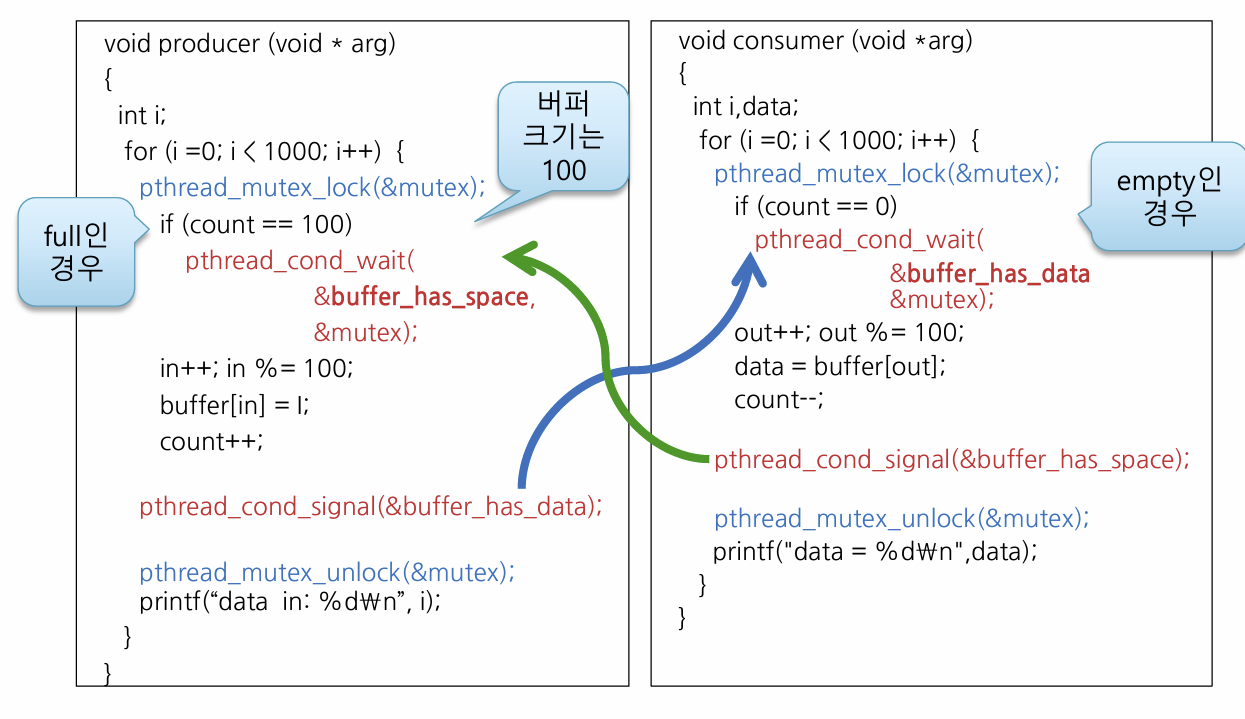 void producer (void * arg)
{
int i;
for (i =0; i < 1000; i++) {
pthread_mutex_lock(&mutex);
if (count == 100)
pthread_cond_wait(
&buffer_has_space,
&mutex);
in++; in %= 100;
buffer[in] = I;
count++;
pthread_cond_signal(&buffer_has_data);
pthread_mutex_unlock(&mutex);
printf(“data in: %d₩n”, i);
}
}
버퍼
크기는
100
full인
경우
void consumer (void *arg)
{
int i,data;
for (i =0; i < 1000; i++) {
pthread_mutex_lock(&mutex);
if (count == 0)
pthread_cond_wait(
&buffer_has_data
&mutex);
out++; out %= 100;
data = buffer[out];
count--;
pthread_cond_signal(&buffer_has_space);
pthread_mutex_unlock(&mutex);
printf("data = %d₩n",data);
}
}
empty인
경우